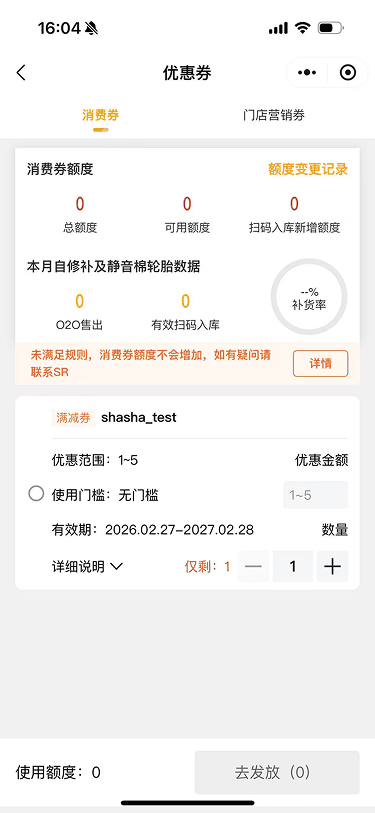 16:04
优惠券
消费券
门店营销券
消费券额度
额度变更记录
0
0
0
总额度
可用额度
扫码入库新增额度
本月自修补及静音棉轮胎数据
0
0
--%
补货率
O2O售出
有效扫码入库
未满足规则，消费券额度不会增加，如有疑问请
联系SR
详情
满减券 shasha_test
优惠范围：1~5
优惠金额
使用门槛：无门槛
1~5
有效期：2026.02.27-2027.02.28
数量
详细说明
仅剩：1
1
使用额度：0
去发放（0）